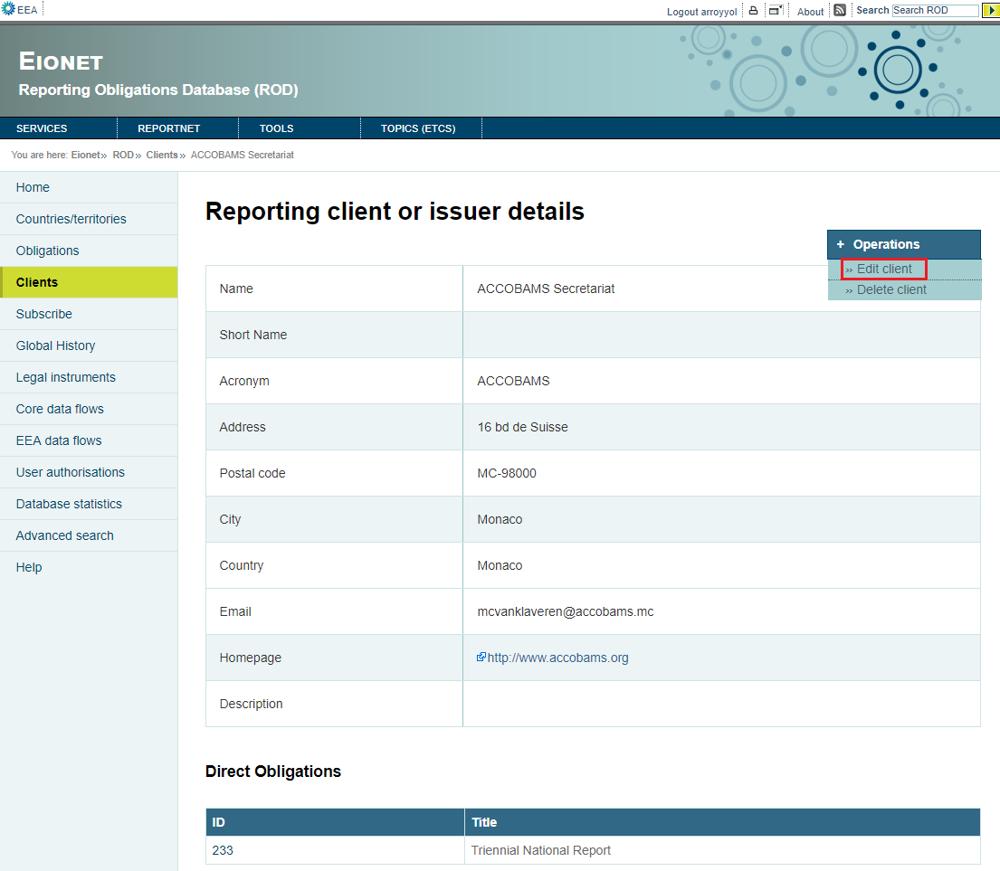 EEA
Logout arroyyol
About
Search
Search ROD
EIONET
Reporting Obligations Database (ROD)
SERVICES
REPORTNET
TOOLS
TOPICS (ETCS)
You are here: Eionet» ROD» Clients» ACCOBAMS Secretariat
Home
Countries/territories
Obligations
Clients
Subscribe
Global History
Legal instruments
Core data flows
EEA data flows
User authorisations
Database statistics
Advanced search
Help
Reporting client or issuer details
+ Operations
» Edit client
» Delete client
Name ACCOBAMS Secretariat
Short Name
Acronym ACCOBAMS
Address 16 bd de Suisse
Postal code MC-98000
City Monaco
Country Monaco
Email mcvanklaveren@accobams.mc
Homepage http://www.accobams.org
Description
Direct Obligations
ID Title
233 Triennial National Report